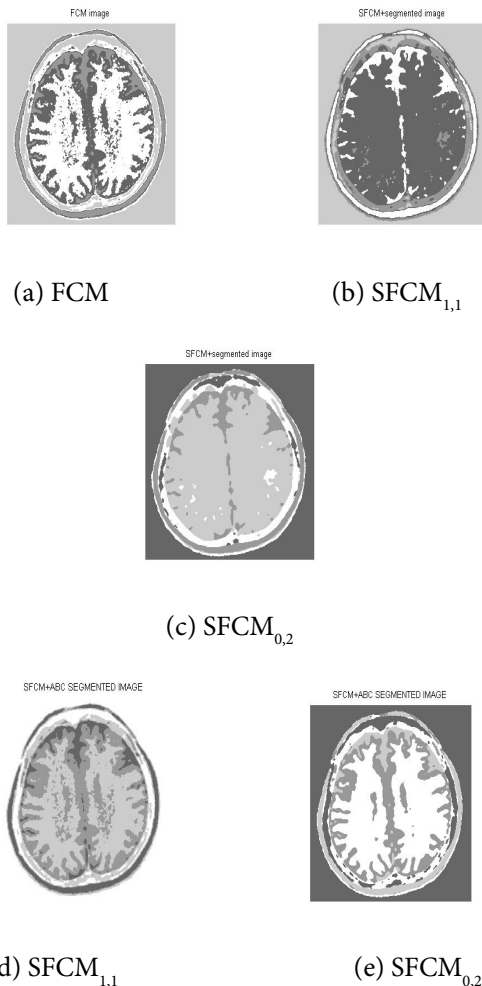 FCM image
SFCM+segmented image
(a) FCM
(b) SFCM1,1
SFCM+segmented image
(c) SFCM0,2
SFCM+ABC SEGMENTED IMAGE
SFCM+ABC SEGMENTED IMAGE
d) SFCM1,1
(e) SFCM0,2